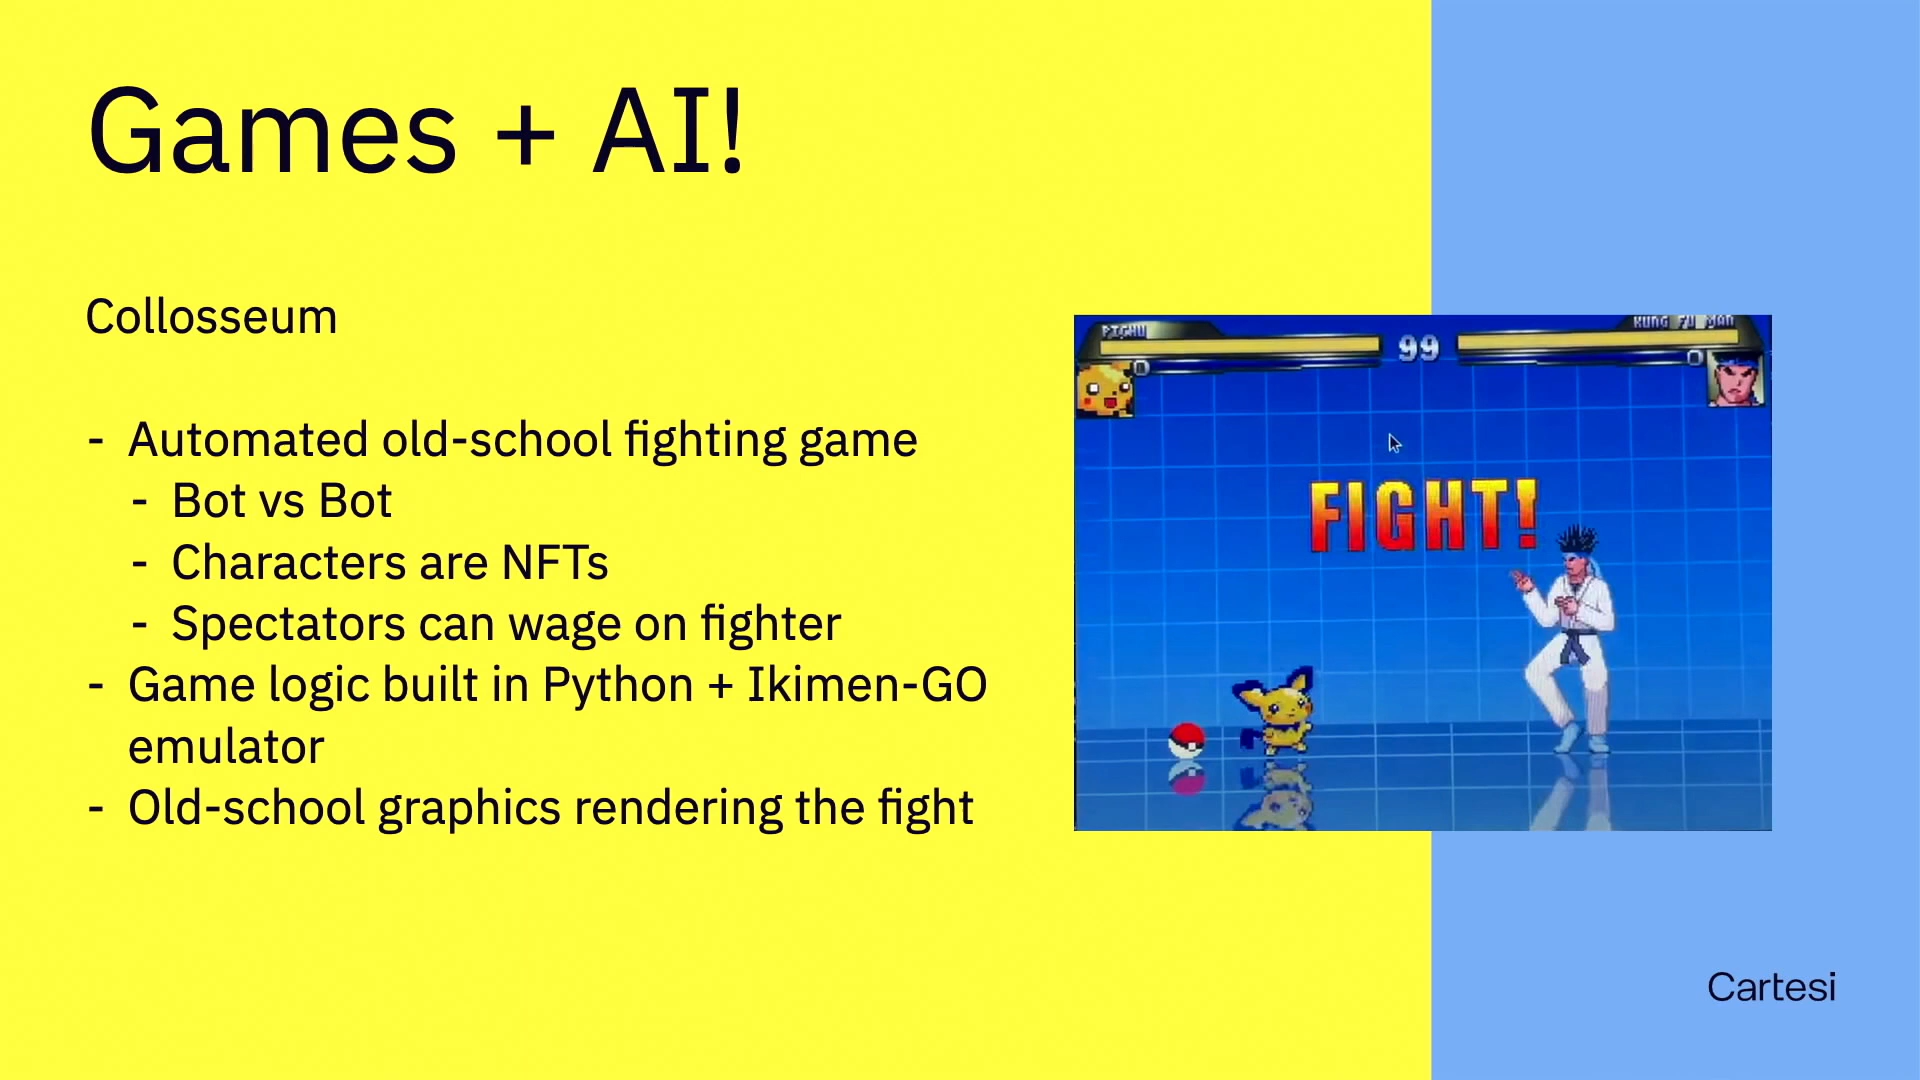 Games + AI!
Collosseum
- Automated old-school fighting game
- Bot vs Bot
- Characters are NFTs
- Spectators can wage on fighter
- Game logic built in Python + Ikimen-GO
emulator
- Old-school graphics rendering the fight
PICHU
99
KUNG FU MAN
0
0
FIGHT!
Cartesi